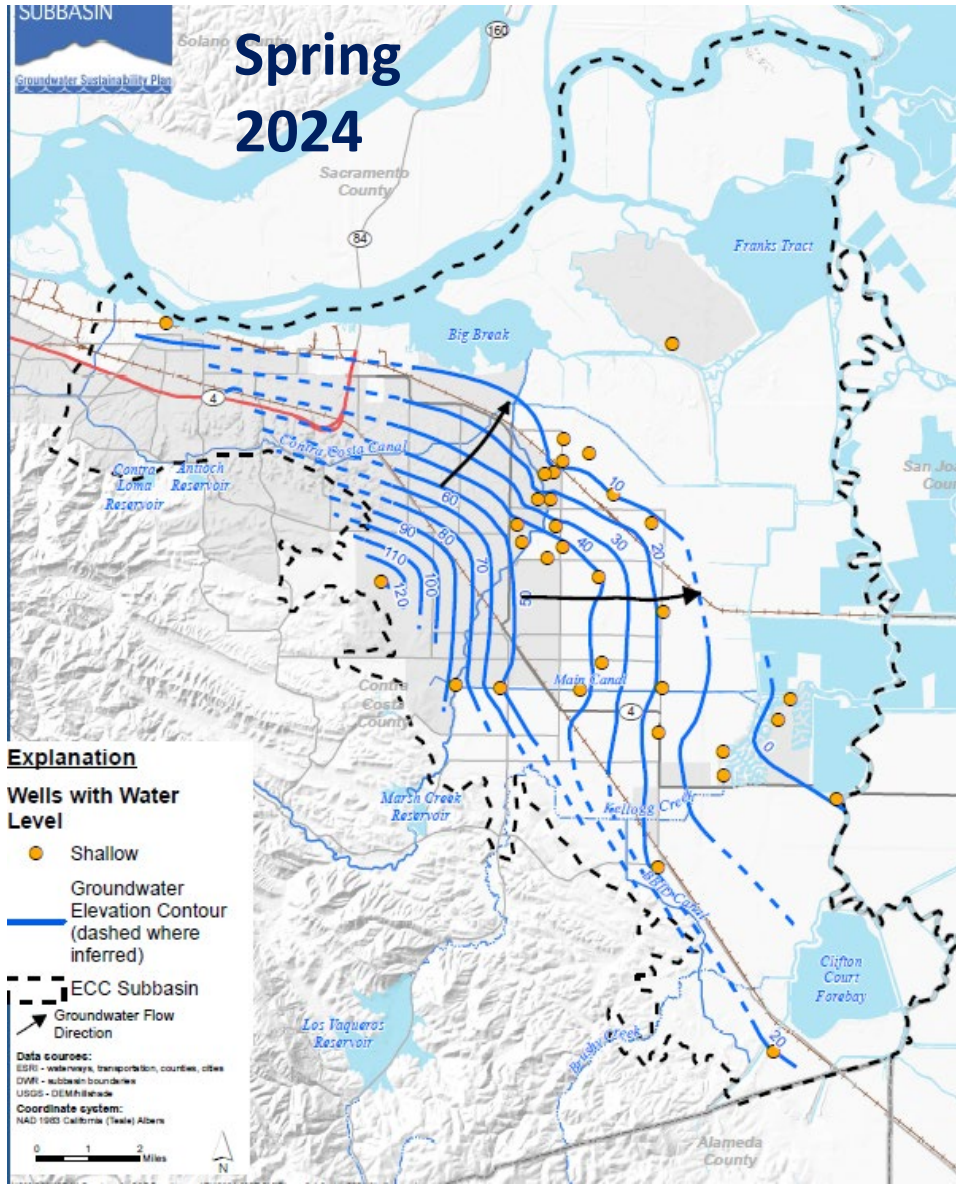 SUBBASIN
Groundwater Sustainability Plan
Spring
2024
Solano County
160
Sacramento
County
84
Franks Tract
Big Break
4
Contra Costa Canal
Contra
Loma
Reservoir
Antioch
Reservoir
San Joa
Coun
10
60
90
80
70
110
100
120
50
40
30
20
Main Canal
4
0
Contra
Costa
County
Marsh Creek
Reservoir
Kellogg Creek
BBID Canal
Clifton
Court
Forebay
Los Vaqueros
Reservoir
Brushy Creek
20
Alameda
County
Explanation
Wells with Water
Level
Shallow
Groundwater
Elevation Contour
(dashed where
inferred)
ECC Subbasin
Groundwater Flow
Direction
Data sources:
ESRI - waterways, transportation, counties, cities
DWR - subbasin boundaries
USGS - DEM/hillshade
Coordinate system:
NAD 1983 California (Teale) Albers
0 1 2
Miles
N